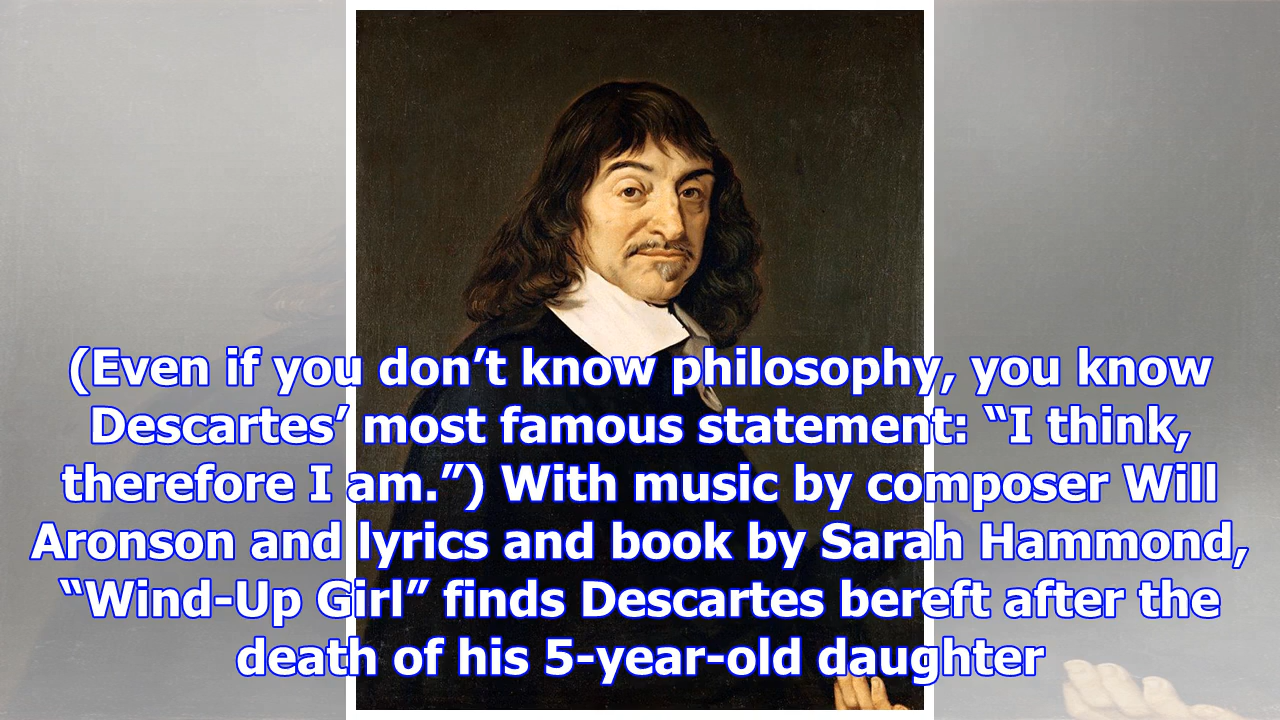 (Even if you don’t know philosophy, you know
Descartes’ most famous statement: “I think,
therefore I am.”) With music by composer Will
Aronson and lyrics and book by Sarah Hammond,
“Wind-Up Girl” finds Descartes bereft after the
death of his 5-year-old daughter